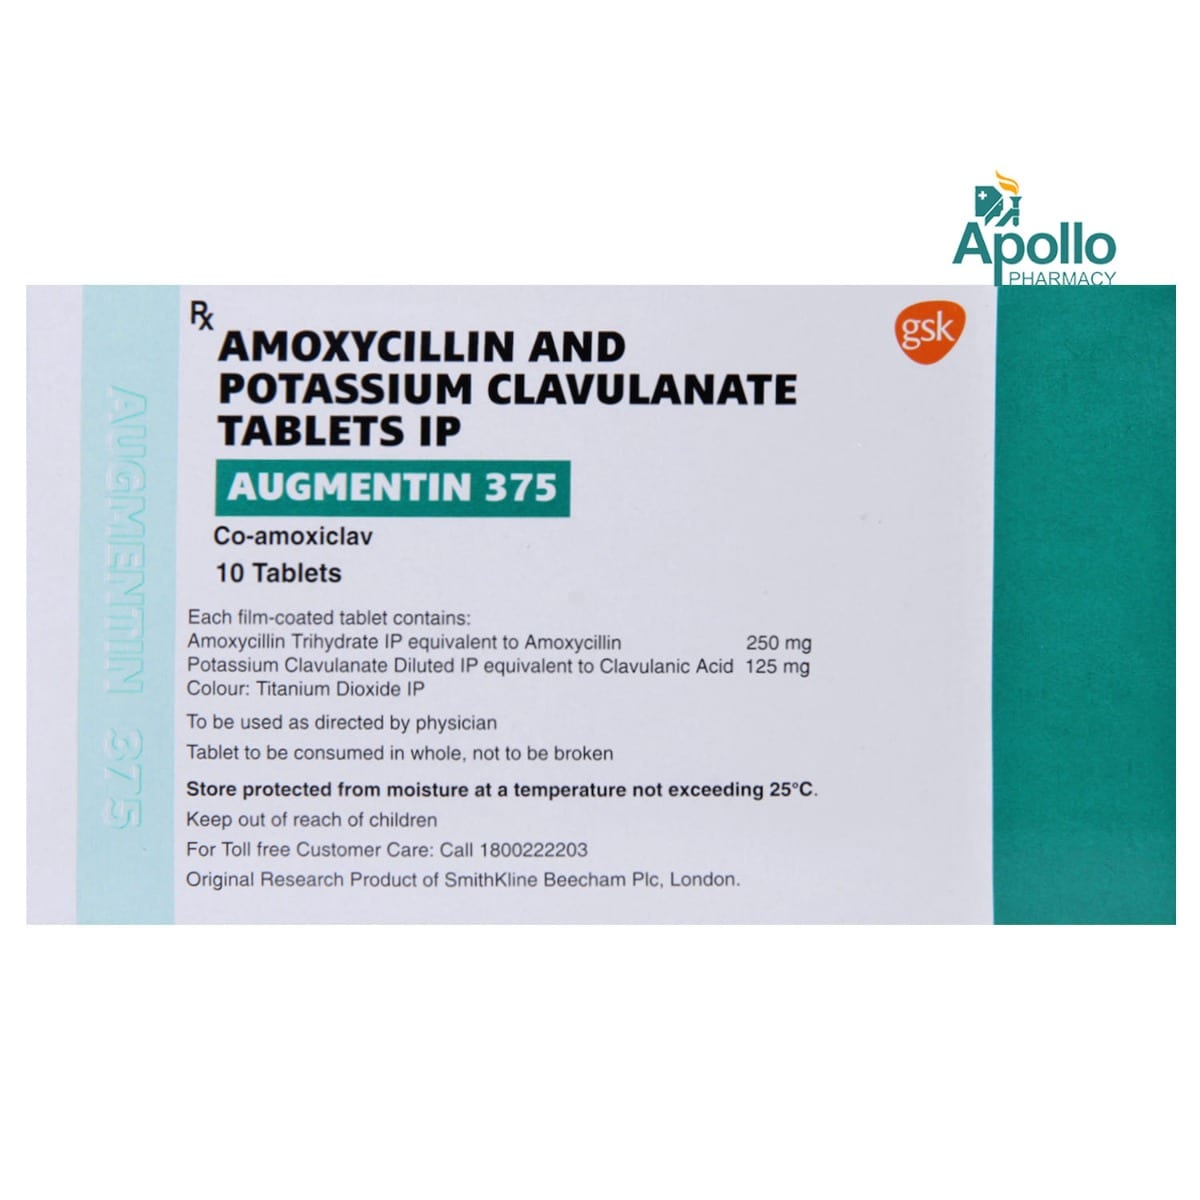 Apollo
PHARMACY
Rx
AMOXYCILLIN AND
POTASSIUM CLAVULANATE
TABLETS IP
gsk
AUGMENTIN 375
Co-amoxiclav
10 Tablets
Each film-coated tablet contains:
Amoxycillin Trihydrate IP equivalent to Amoxycillin 250 mg
Potassium Clavulanate Diluted IP equivalent to Clavulanic Acid 125 mg
Colour: Titanium Dioxide IP
To be used as directed by physician
Tablet to be consumed in whole, not to be broken
Store protected from moisture at a temperature not exceeding 25°C.
Keep out of reach of children
For Toll free Customer Care: Call 1800222203
Original Research Product of SmithKline Beecham Plc, London.
AUGMENTIN 375